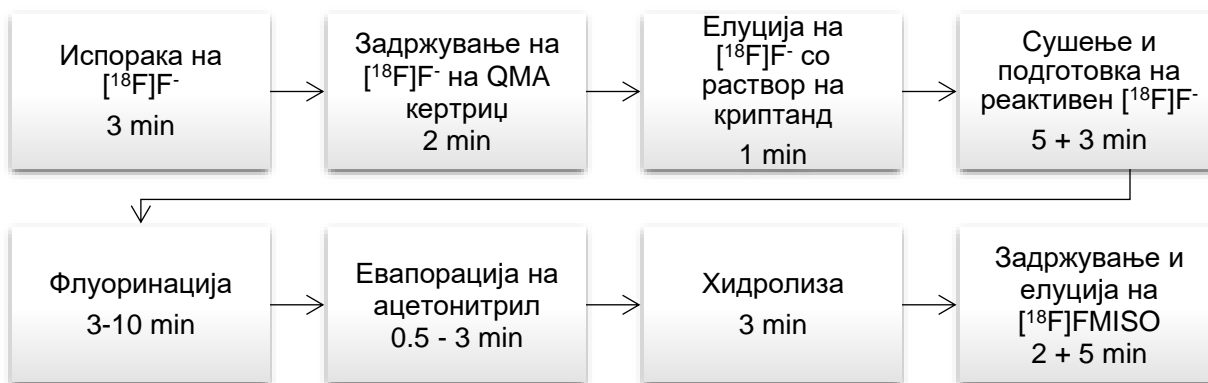 Испорака на
[¹⁸F]F⁻
3 min
Задржување на
[¹⁸F]F⁻ на QMA
кертриџ
2 min
Елуција на
[¹⁸F]F⁻ со
раствор на
криптанд
1 min
Сушење и
подготовка на
реактивен [¹⁸F]F⁻
5 + 3 min
Флуоринација
3-10 min
Евапорација на
ацетонитрил
0.5 - 3 min
Хидролиза
3 min
Задржување и
елуција на
[¹⁸F]FMISO
2 + 5 min